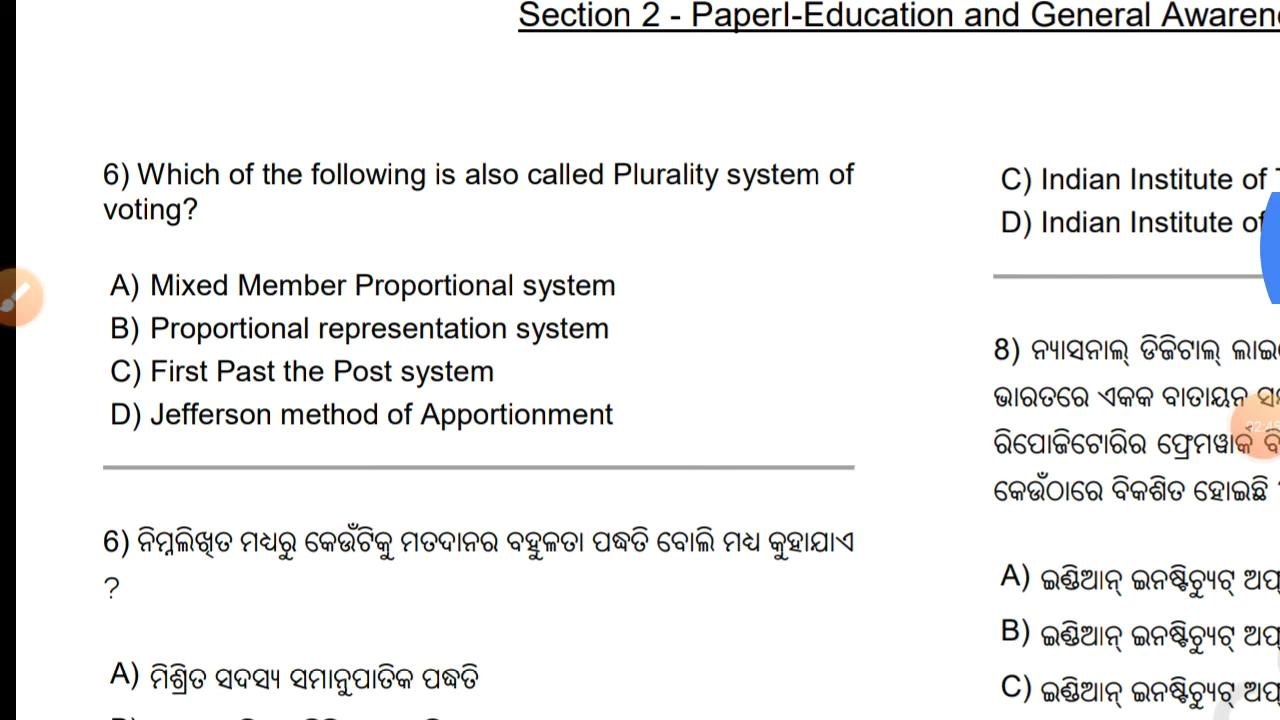 Section 2 - PaperI-Education and General
6) Which of the following is also called Plurality system of
voting?
A) Mixed Member Proportional system
B) Proportional representation system
C) First Past the Post system
D) Jefferson method of Apportionment
6) ନିମ୍ନଲିଖିତ ମଧ୍ୟରୁ କେଉଁଟିକୁ ମତଦାନର ବହୁଳତା ପଦ୍ଧତି ବୋଲି ମଧ୍ୟ କୁହାଯାଏ
?
A) ମିଶ୍ରିତ ସଦସ୍ୟ ସମାନୁପାତିକ ପଦ୍ଧତି
C) Indian Institute of
D) Indian Institute of
8) ନ୍ୟାସନାଲ୍ ଡିଜିଟାଲ୍
ଭାରତରେ ଏକକ ବାତାୟନ
ରିପୋଜିଟୋରିର ଫ୍ରେମୱାର୍କ
କେଉଁଠାରେ ବିକଶିତ ହୋଇଛି
A) ଇଣ୍ଡିଆନ୍ ଇନଷ୍ଟିଚ୍ୟୁଟ୍
B) ଇଣ୍ଡିଆନ୍ ଇନଷ୍ଟିଚ୍ୟୁଟ୍
C) ଇଣ୍ଡିଆନ୍ ଇନଷ୍ଟିଚ୍ୟୁଟ୍